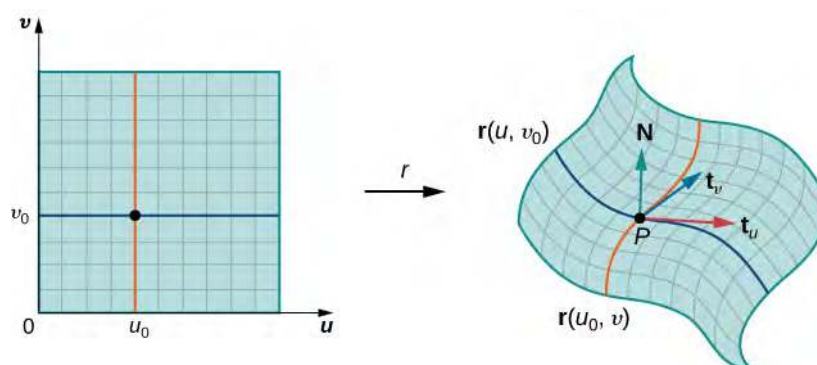 v
v₀
0
u₀
u
r
r(u, v₀)
N
tᵥ
tᵤ
P
r(u₀, v)